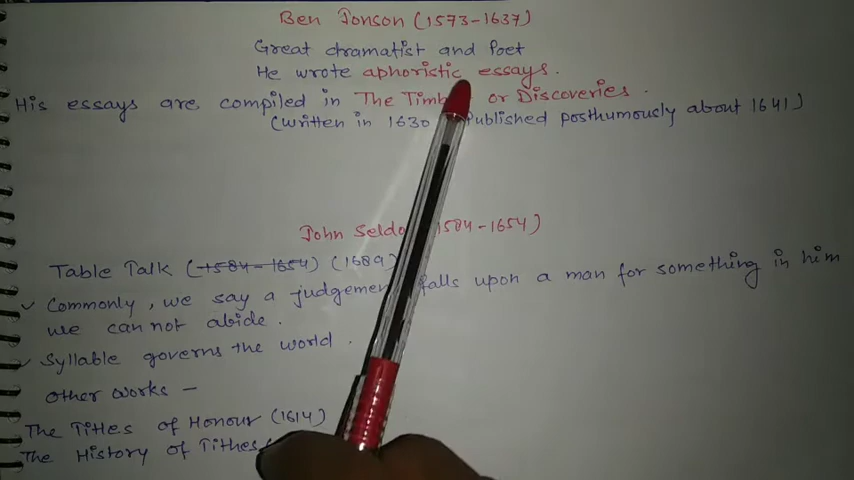 Ben Jonson (1573-1637)
Great dramatist and Poet
He wrote aphoristic essays.
His essays are compiled in The Timb or Discoveries.
(written in 1630 Published posthumously about 1641)
John Seldo 1584-1654)
Table Talk (1584-1654) (1689)
✓ Commonly, we say a judgemen falls upon a man for something in him
we can not abide.
✓ Syllable governs the world.
Other works -
The Titles of Honour (1614)
The History of Tithes